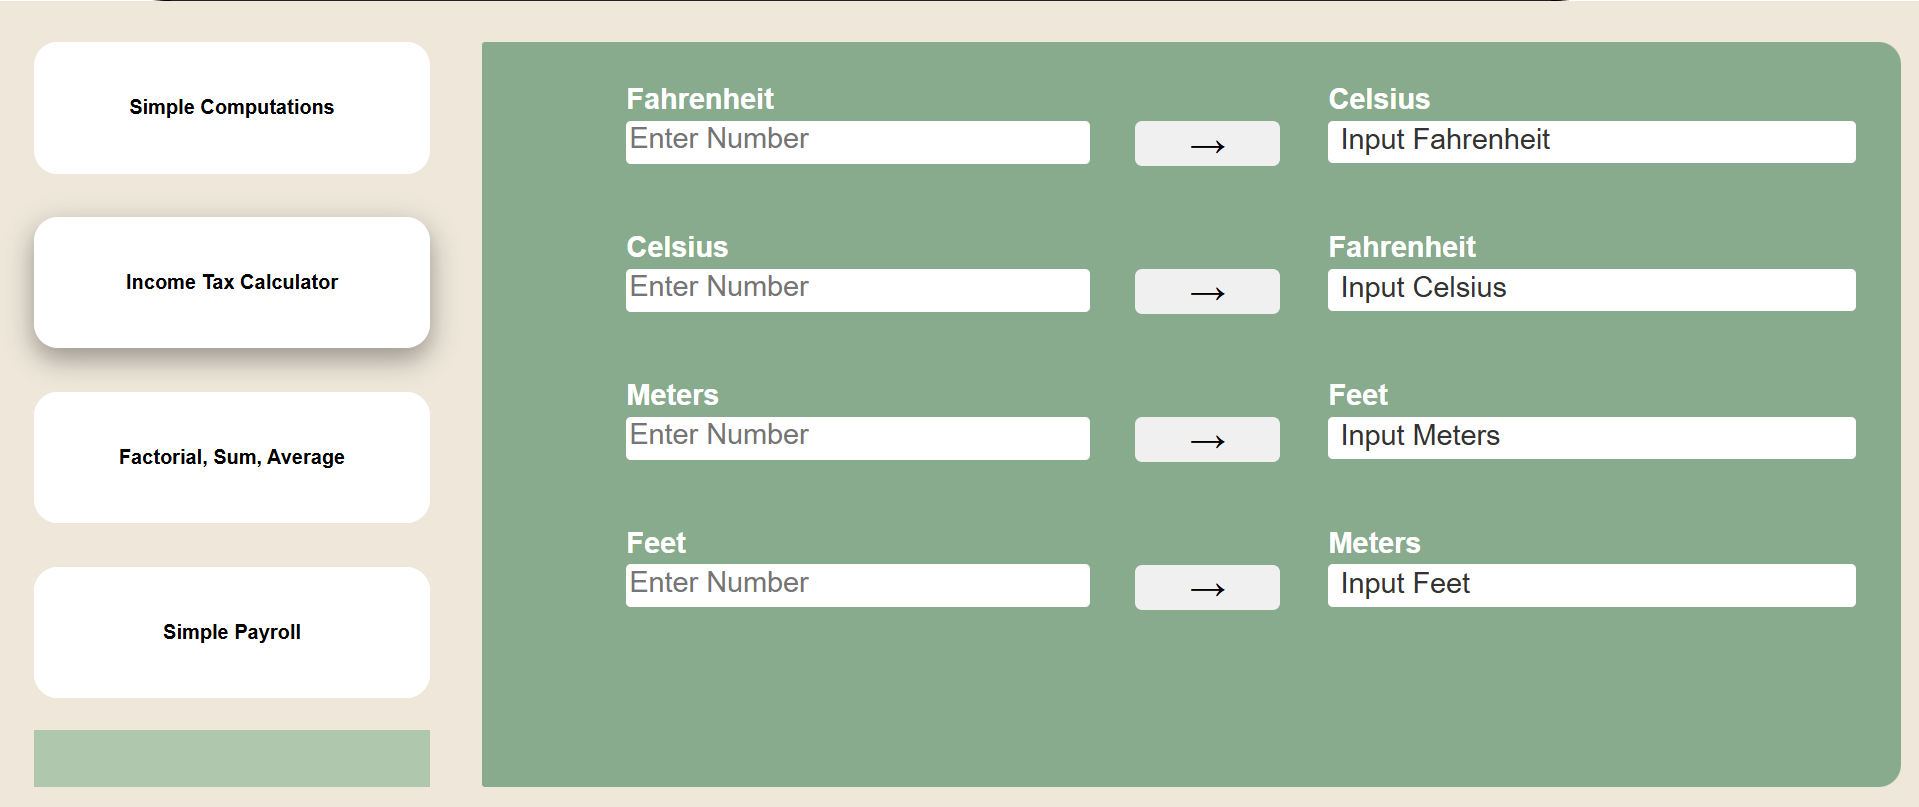 Simple Computations
Income Tax Calculator
Factorial, Sum, Average
Simple Payroll
Fahrenheit
Enter Number
→
Celsius
Input Fahrenheit
Celsius
Enter Number
→
Fahrenheit
Input Celsius
Meters
Enter Number
→
Feet
Input Meters
Feet
Enter Number
→
Meters
Input Feet